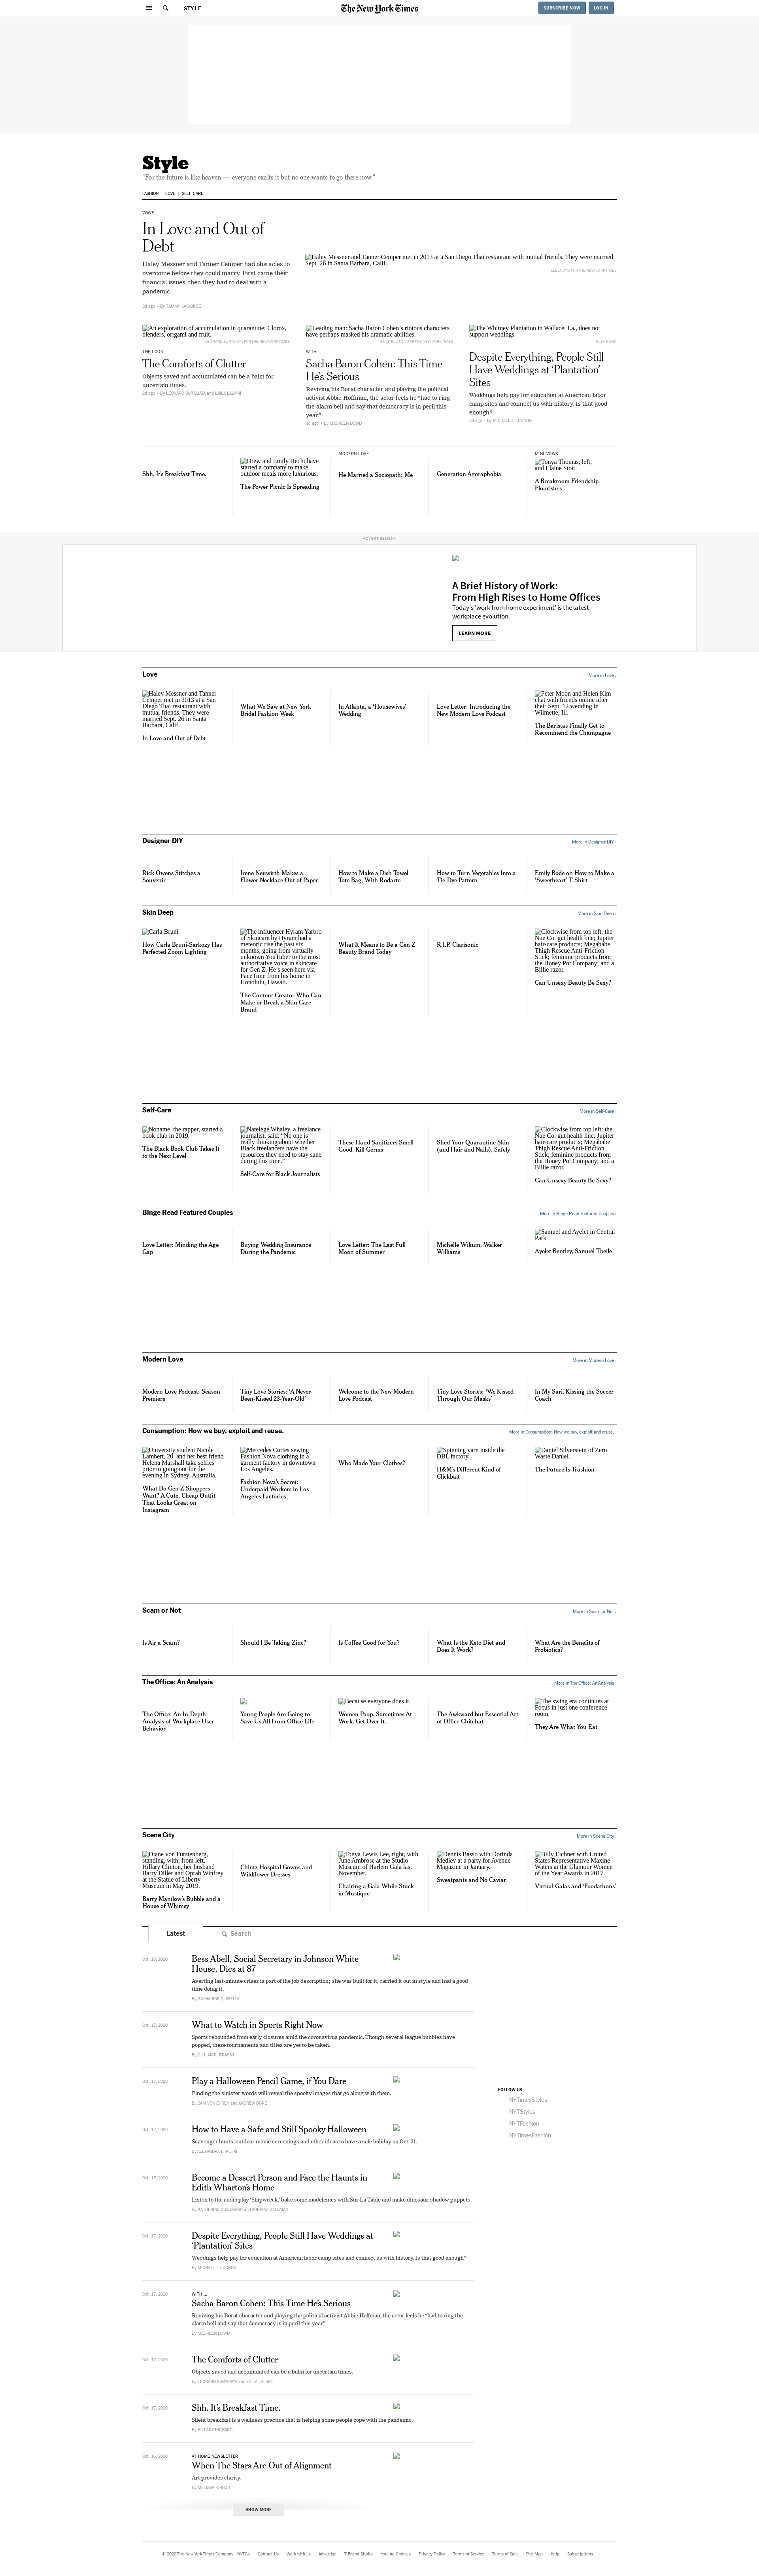 STYLE
The New York Times
SUBSCRIBE NOW
LOG IN
Style
"For the future is like heaven — everyone exalts it but no one wants to go there now."
FASHION
LOVE
SELF-CARE
VOWS
In Love and Out of
Debt
Haley Messner and Tanner Cemper had obstacles to
overcome before they could marry. First came their
financial issues, then they had to deal with a
pandemic.
3d ago · By TAMMY LA GORCE
Haley Messner and Tanner Cemper met in 2013 at a San Diego Thai restaurant with mutual friends. They were married
Sept. 26 in Santa Barbara, Calif.
An exploration of accumulation in quarantine: Clorox,
blenders, origami and fruit.
THE LOOK
The Comforts of Clutter
Objects saved and accumulated can be a balm for
uncertain times.
2d ago · By LEONARD SURYAJAYA and LAILA LALAMI
Leading man: Sacha Baron Cohen's riotous characters
have perhaps masked his dramatic abilities.
WITH ...
Sacha Baron Cohen: This Time
He's Serious
Reviving his Borat character and playing the political
activist Abbie Hoffman, the actor feels he "had to ring
the alarm bell and say that democracy is in peril this
year."
1d ago · By MAUREEN DOWD
The Whitney Plantation in Wallace, La., does not
support weddings.
Despite Everything, People Still
Have Weddings at 'Plantation'
Sites
Weddings help pay for education at American labor
camp sites and connect us with history. Is that good
enough?
2d ago · By MICHAEL T. LUONGO
Shh. It's Breakfast Time.
Drew and Emily Hecht have
started a company to make
outdoor meals more luxurious.
The Power Picnic Is Spreading
MODERN LOVE
He Married a Sociopath: Me
Generation Agoraphobia
MINI-VOWS
Tonya Thomas, left,
and Elaine Stott.
A Breakroom Friendship
Flourishes
ADVERTISEMENT
A Brief History of Work:
From High Rises to Home Offices
Today's 'work from home experiment' is the latest
workplace evolution.
LEARN MORE
Love
More in Love ›
Haley Messner and Tanner
Cemper met in 2013 at a San
Diego Thai restaurant with
mutual friends. They were
married Sept. 26 in Santa
Barbara, Calif.
In Love and Out of Debt
What We Saw at New York
Bridal Fashion Week
In Atlanta, a 'Housewives'
Wedding
Love Letter: Introducing the
New Modern Love Podcast
Peter Moon and Helen Kim
chat with friends online after
their Sept. 12 wedding in
Wilmette, Ill.
The Baristas Finally Get to
Recommend the Champagne
Designer DIY
More in Designer DIY ›
Rick Owens Stitches a
Souvenir
Irene Neuwirth Makes a
Flower Necklace Out of Paper
How to Make a Dish Towel
Tote Bag, With Rodarte
How to Turn Vegetables Into a
Tie-Dye Pattern
Emily Bode on How to Make a
'Sweetheart' T-Shirt
Skin Deep
More in Skin Deep ›
Carla Bruni
How Carla Bruni-Sarkozy Has
Perfected Zoom Lighting
The influencer Hyram Yarbro
of Skincare by Hyram had a
meteoric rise the past six
months, going from virtually
unknown YouTuber to the most
authoritative voice in skincare
for Gen Z. He's seen here via
FaceTime from his home in
Honolulu, Hawaii.
The Content Creator Who Can
Make or Break a Skin Care
Brand
What It Means to Be a Gen Z
Beauty Brand Today
R.I.P. Clarisonic
Clockwise from top left: the
Nue Co. gut health line; Jupiter
hair-care products; Megababe
Thigh Rescue Anti-Friction
Stick; feminine products from
the Honey Pot Company; and a
Billie razor.
Can Unsexy Beauty Be Sexy?
Self-Care
More in Self-Care ›
Noname, the rapper, started a
book club in 2019.
The Black Book Club Takes It
to the Next Level
Natelegé Whaley, a freelance
journalist, said: "No one is
really thinking about whether
Black freelancers have the
resources they need to stay sane
during this time."
Self-Care for Black Journalists
These Hand Sanitizers Smell
Good, Kill Germs
Shed Your Quarantine Skin
(and Hair and Nails), Safely
Clockwise from top left: the
Nue Co. gut health line; Jupiter
hair-care products; Megababe
Thigh Rescue Anti-Friction
Stick; feminine products from
the Honey Pot Company; and a
Billie razor.
Can Unsexy Beauty Be Sexy?
Binge Read Featured Couples
More in Binge Read Featured Couples ›
Love Letter: Minding the Age
Gap
Buying Wedding Insurance
During the Pandemic
Love Letter: The Last Full
Moon of Summer
Michelle Wikum, Walker
Williams
Samuel and Ayelet in Central
Park
Ayelet Bentley, Samuel Theile
Modern Love
More in Modern Love ›
Modern Love Podcast: Season
Premiere
Tiny Love Stories: 'A Never-
Been-Kissed 23-Year-Old'
Welcome to the New Modern
Love Podcast
Tiny Love Stories: 'We Kissed
Through Our Masks'
In My Sari, Kissing the Soccer
Coach
Consumption: How we buy, exploit and reuse.
More in Consumption: How we buy, exploit and reuse. ›
University student Nicole
Lambert, 20, and her best friend
Helena Marshall take selfies
prior to going out for the
evening in Sydney, Australia.
What Do Gen Z Shoppers
Want? A Cute, Cheap Outfit
That Looks Great on
Instagram
Mercedes Cortes sewing
Fashion Nova clothing in a
garment factory in downtown
Los Angeles.
Fashion Nova's Secret:
Underpaid Workers in Los
Angeles Factories
Who Made Your Clothes?
Spinning yarn inside the
DBL factory.
H&M's Different Kind of
Clickbait
Daniel Silverstein of Zero
Waste Daniel.
The Future Is Trashion
Scam or Not
More in Scam or Not ›
Is Air a Scam?
Should I Be Taking Zinc?
Is Coffee Good for You?
What Is the Keto Diet and
Does It Work?
What Are the Benefits of
Probiotics?
The Office: An Analysis
More in The Office: An Analysis ›
The Office: An In-Depth
Analysis of Workplace User
Behavior
Young People Are Going to
Save Us All From Office Life
Because everyone does it.
Women Poop. Sometimes At
Work. Get Over It.
The Awkward but Essential Art
of Office Chitchat
The swing era continues at
Focus in just one conference
room.
They Are What You Eat
Scene City
More in Scene City ›
Diane von Furstenberg,
standing, with, from left,
Hillary Clinton, her husband
Barry Diller and Oprah Winfrey
at the Statue of Liberty
Museum in May 2019.
Barry Manilow's Bubble and a
House of Whimsy
Chintz Hospital Gowns and
Wildflower Dresses
Tonya Lewis Lee, right, with
June Ambrose at the Studio
Museum of Harlem Gala last
November.
Chairing a Gala While Stuck
in Mustique
Dennis Basso with Dorinda
Medley at a party for Avenue
Magazine in January.
Sweatpants and No Caviar
Billy Eichner with United
States Representative Maxine
Waters at the Glamour Women
of the Year Awards in 2017.
Virtual Galas and 'Foodathons'
Latest
Search
Oct. 18, 2020
Bess Abell, Social Secretary in Johnson White
House, Dies at 87
Averting last-minute crises is part of the job description; she was built for it, carried it out in style and had a good
time doing it.
By KATHARINE Q. SEELYE
Oct. 17, 2020
What to Watch in Sports Right Now
Sports rebounded from early closures amid the coronavirus pandemic. Though several league bubbles have
popped, these tournaments and titles are yet to be taken.
By GILLIAN R. BRASSIL
Oct. 17, 2020
Play a Halloween Pencil Game, if You Dare
Finding the sinister words will reveal the spooky images that go along with them.
By SAM VON EHREN and ANDREW DEIRE
Oct. 17, 2020
How to Have a Safe and Still Spooky Halloween
Scavenger hunts, outdoor movie screenings and other ideas to have a safe holiday on Oct. 31.
By ALEXANDRA E. PETRI
Oct. 17, 2020
Become a Dessert Person and Face the Haunts in
Edith Wharton's Home
Listen to the audio play 'Shipwreck,' bake some madeleines with Sur La Table and make dinosaur-shadow puppets.
By KATHERINE CUSUMANO and ADRIANA BALSAMO
Oct. 17, 2020
Despite Everything, People Still Have Weddings at
'Plantation' Sites
Weddings help pay for education at American labor camp sites and connect us with history. Is that good enough?
By MICHAEL T. LUONGO
Oct. 17, 2020
WITH ...
Sacha Baron Cohen: This Time He's Serious
Reviving his Borat character and playing the political activist Abbie Hoffman, the actor feels he "had to ring the
alarm bell and say that democracy is in peril this year."
By MAUREEN DOWD
Oct. 17, 2020
The Comforts of Clutter
Objects saved and accumulated can be a balm for uncertain times.
By LEONARD SURYAJAYA and LAILA LALAMI
Oct. 17, 2020
Shh. It's Breakfast Time.
Silent breakfast is a wellness practice that is helping some people cope with the pandemic.
By HILLARY RICHARD
Oct. 16, 2020
AT HOME NEWSLETTER
When The Stars Are Out of Alignment
Art provides clarity.
By MELISSA KIRSCH
SHOW MORE
FOLLOW US
NYTimesStyles
NYTStyles
NYTFashion
NYTimesFashion
© 2020 The New York Times Company
NYTCo
Contact Us
Work with us
Advertise
T Brand Studio
Your Ad Choices
Privacy Policy
Terms of Service
Terms of Sale
Site Map
Help
Subscriptions